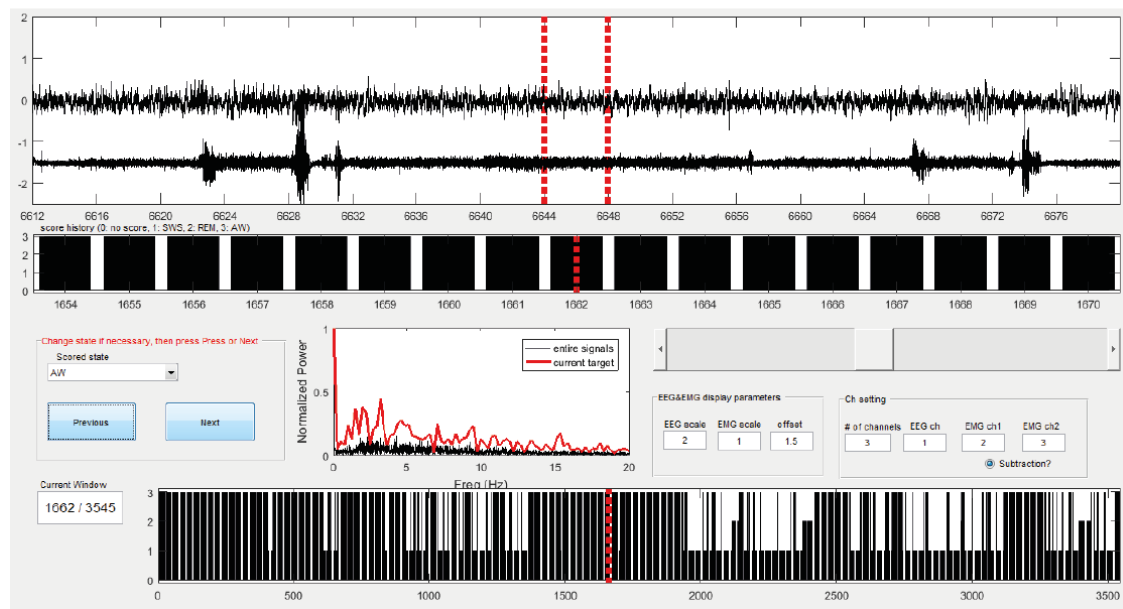 2
1
0
-1
-2
6612 6616 6620 6624 6628 6632 6636 6640 6644 6648 6652 6656 6660 6664 6668 6672 6676
score history (0: no score, 1: SWS, 2: REM, 3: AW)
3
2
1
0
1654 1655 1656 1657 1658 1659 1660 1661 1662 1663 1664 1665 1666 1667 1668 1669 1670
Change state if necessary, then press Press or Next
Scored state
AW
Previous Next
Normalized Power
1
0.5
0
entire signals
current target
0 5 10 15 20
Freq (Hz)
EEG&EMG display parameters
EEG scale EMG scale offset
2 1 1.5
Ch setting
# of channels EEG ch EMG ch1 EMG ch2
3 1 2 3
Subtraction?
Current Window
1662 / 3545
3
2
1
0
0 500 1000 1500 2000 2500 3000 3500